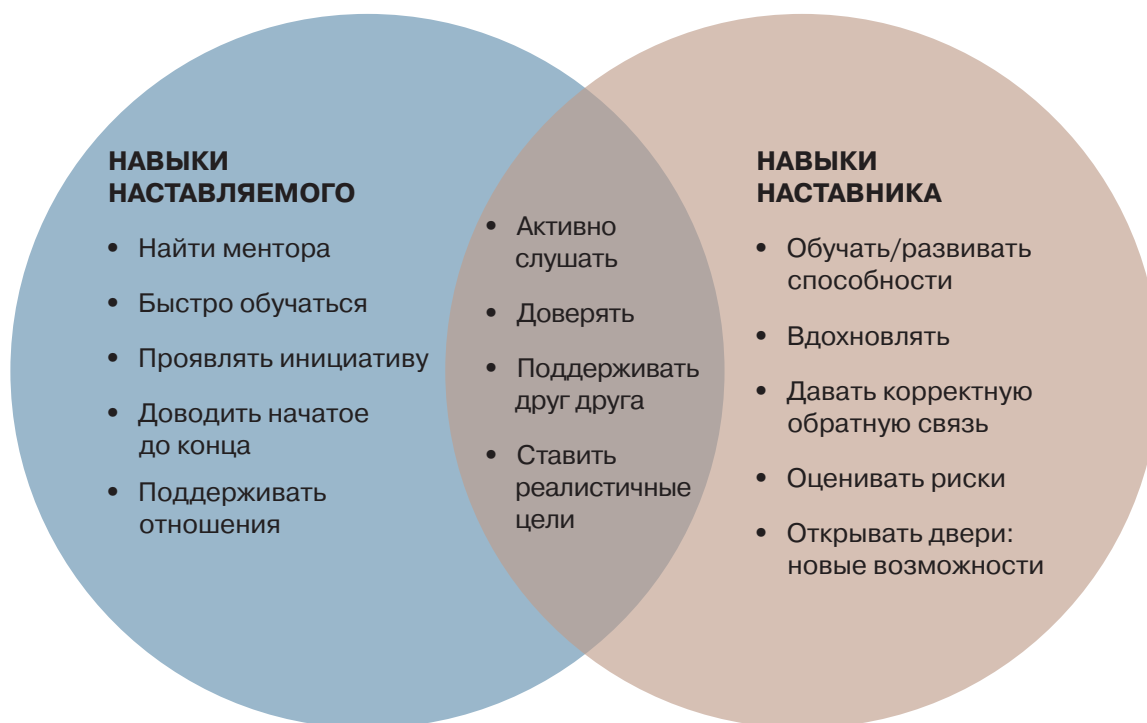 НАВЫКИ
НАСТАВЛЯЕМОГО
• Найти ментора
• Быстро обучаться
• Проявлять инициативу
• Доводить начатое
до конца
• Поддерживать
отношения
• Активно
слушать
• Доверять
• Поддерживать
друг друга
• Ставить
реалистичные
цели
НАВЫКИ
НАСТАВНИКА
• Обучать/развивать
способности
• Вдохновлять
• Давать корректную
обратную связь
• Оценивать риски
• Открывать двери:
новые возможности